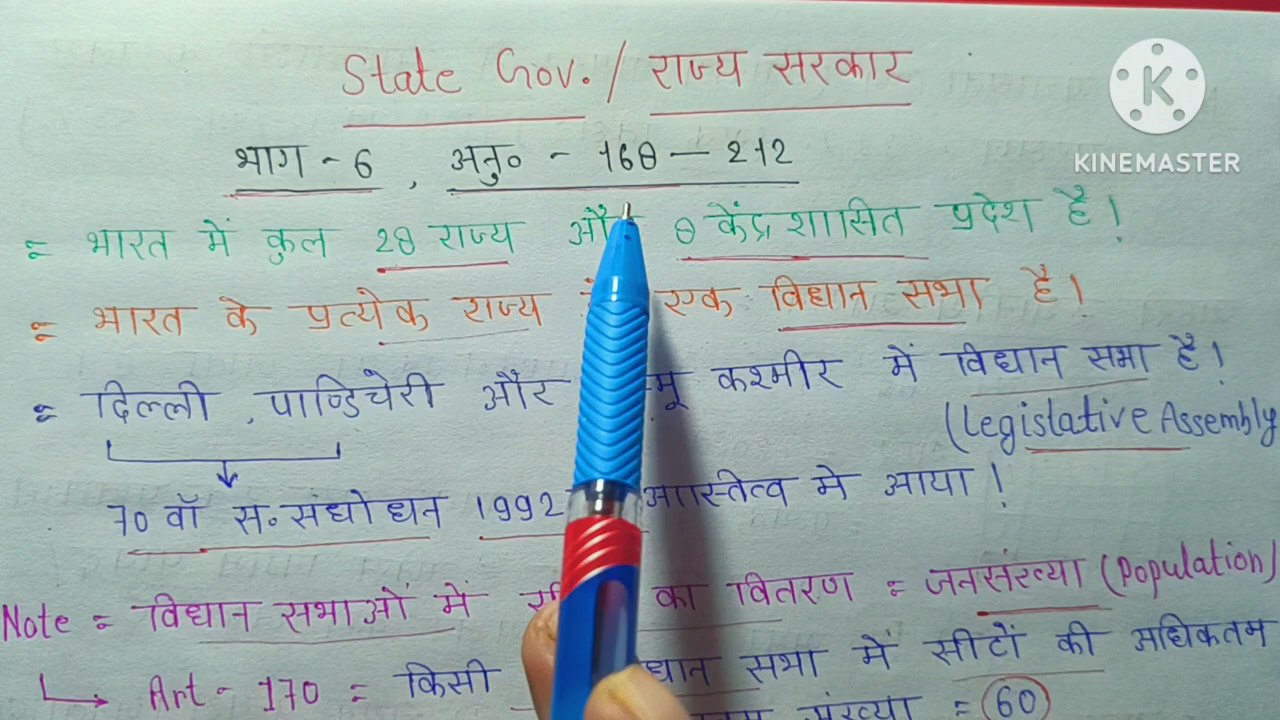 State Gov. / राज्य सरकार
KINEMASTER
भाग - 6 , अनु० - 168 — 212
= भारत में कुल 28 राज्य और 8 केंद्रशासित प्रदेश है !
= भारत के प्रत्येक राज्य एक विधान सभा है।
= दिल्ली , पाण्डिचेरी और कश्मीर में विधान सभा है।
(Legislative Assembly
70 वॉ स॰ संधोधन 1992 में आया !
Note = विधान सभाओं में का वितरण = जनसंख्या (Population)
Art - 170 = किसी सभा में सीटों की अधिकतम
संख्या = 60